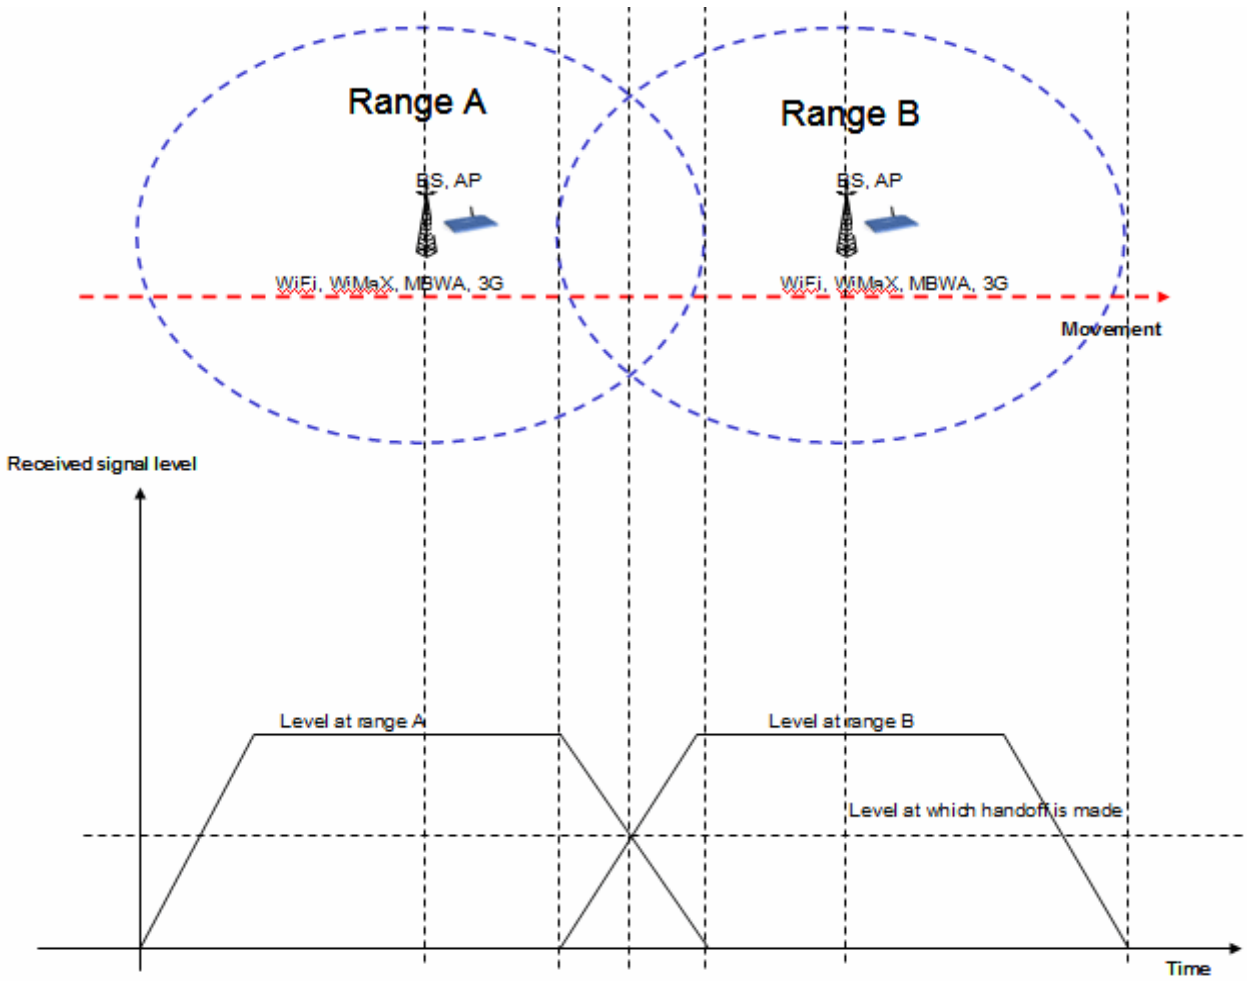 Range A
Range B
BS, AP
BS, AP
WiFi, WiMaX, MBWA, 3G
WiFi, WiMaX, MBWA, 3G
Movement
Received signal level
Level at range A
Level at range B
Level at which handoff is made
Time